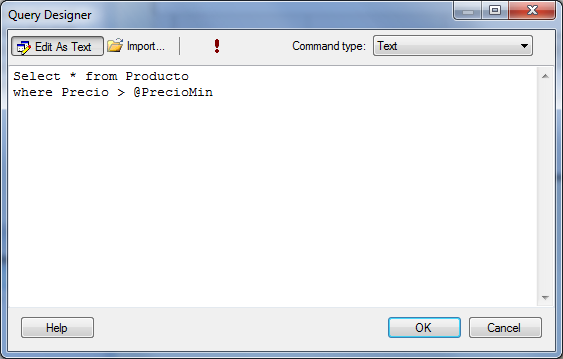 Query Designer
Edit As Text
Import...
!
Command type:
Text
Select * from Producto
where Precio > @PrecioMin
Help
OK
Cancel